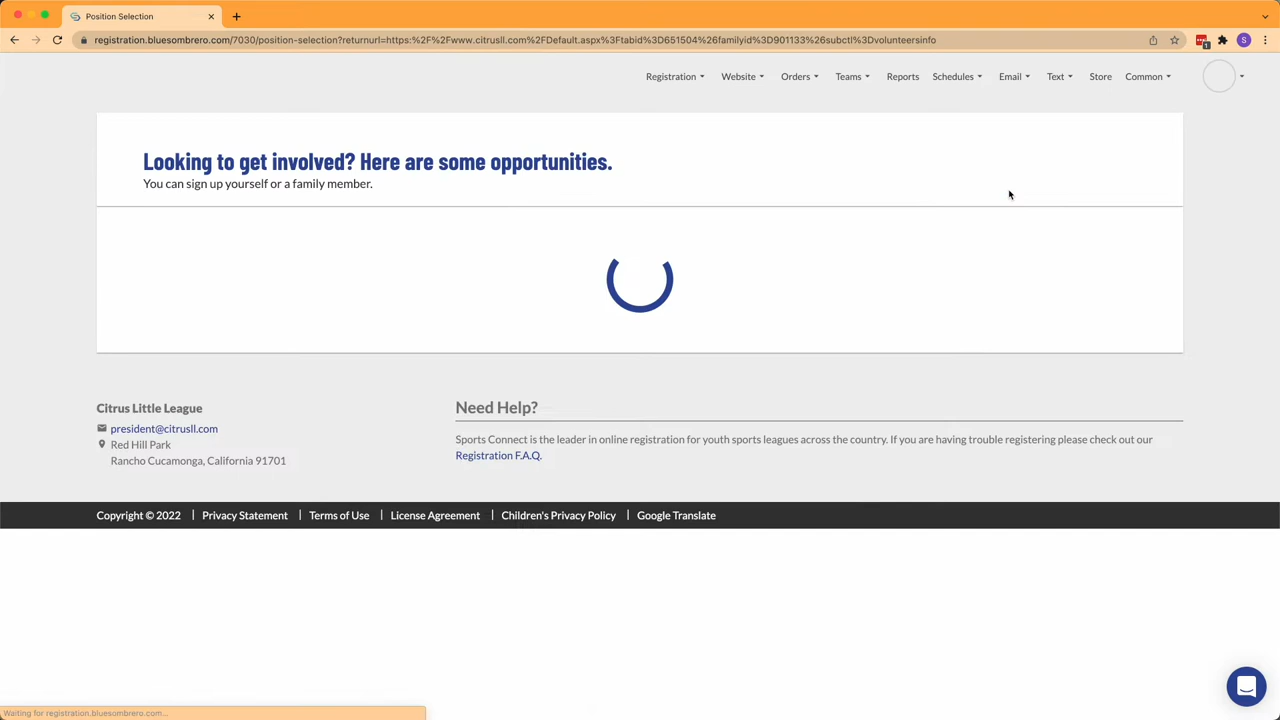 Position Selection
registration.bluesombrero.com/7030/position-selection?returnurl=https:%2F%2Fwww.citrusll.com%2FDefault.aspx%3Ftabid%3D651504%26familyid%3D901133%26subctl%3Dvolunteersinfo
1
S
Registration Website Orders Teams Reports Schedules Email Text Store Common
Looking to get involved? Here are some opportunities.
You can sign up yourself or a family member.
Citrus Little League
president@citrusll.com
Red Hill Park
Rancho Cucamonga, California 91701
Need Help?
Sports Connect is the leader in online registration for youth sports leagues across the country. If you are having trouble registering please check out our
Registration F.A.Q.
Copyright © 2022 | Privacy Statement | Terms of Use | License Agreement | Children's Privacy Policy | Google Translate
Waiting for registration.bluesombrero.com...